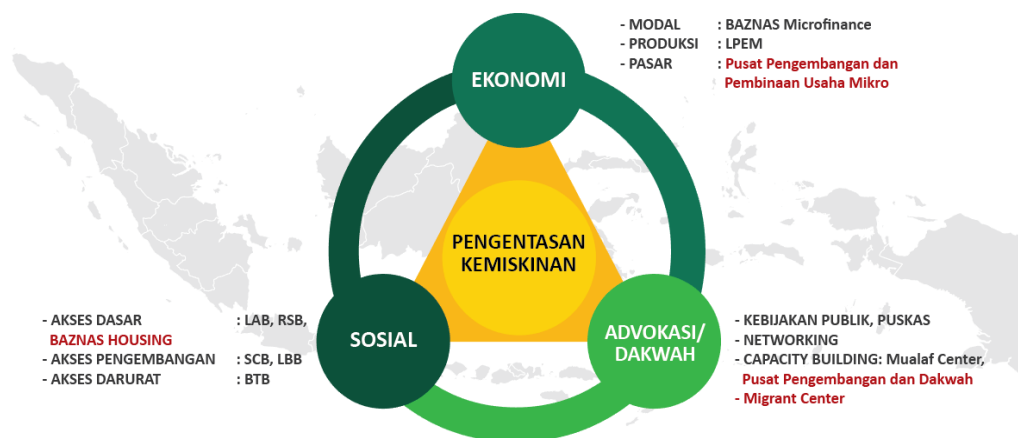 - MODAL : BAZNAS Microfinance
- PRODUKSI : LPEM
- PASAR : Pusat Pengembangan dan
Pembinaan Usaha Mikro
EKONOMI
PENGENTASAN
KEMISKINAN
- AKSES DASAR : LAB, RSB,
BAZNAS HOUSING
- AKSES PENGEMBANGAN : SCB, LBB
- AKSES DARURAT : BTB
SOSIAL
ADVOKASI/
DAKWAH
- KEBIJAKAN PUBLIK, PUSKAS
- NETWORKING
- CAPACITY BUILDING: Mualaf Center,
Pusat Pengembangan dan Dakwah
- Migrant Center